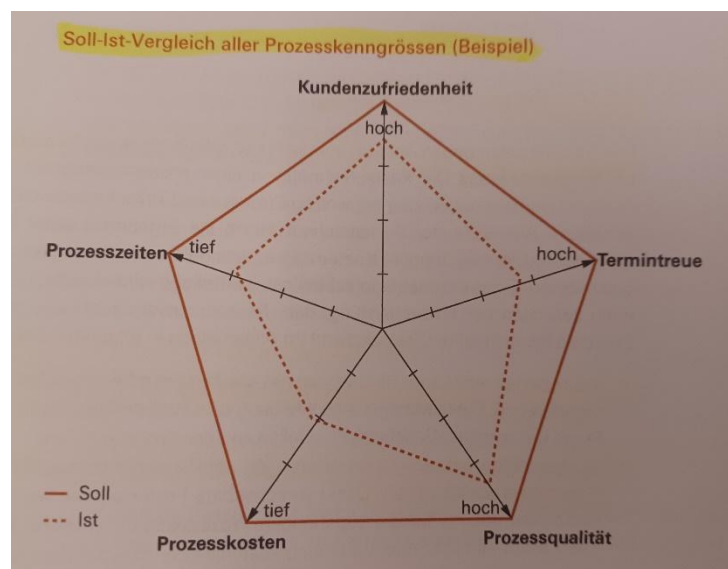 Soll-Ist-Vergleich aller Prozesskenngrössen (Beispiel)
Kundenzufriedenheit
hoch
Prozesszeiten
tief
hoch
Termintreue
Soll
Ist
tief
hoch
Prozesskosten
Prozessqualität